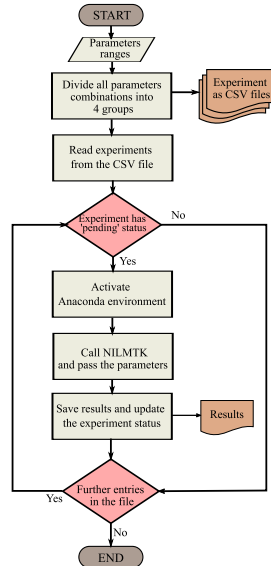 START
Parameters
ranges
Divide all parameters
combinations into
4 groups
Experiment
as CSV files
Read experiments
from the CSV file
Experiment has
'pending' status
No
Yes
Activate
Anaconda environment
Call NILMTK
and pass the parameters
Save results and update
the experiment status
Results
Further entries
in the file
Yes
No
END